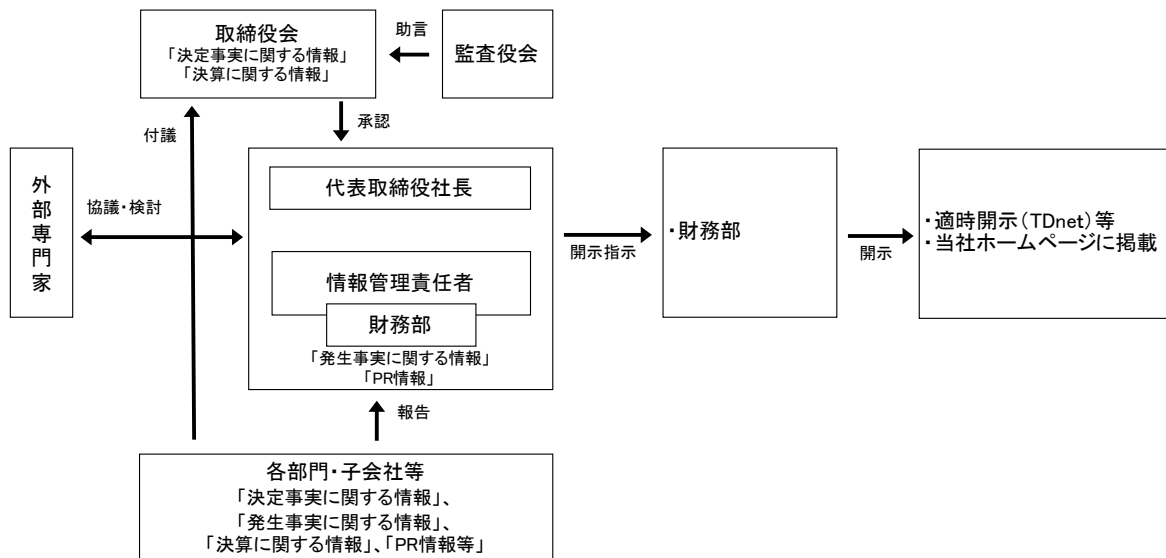 取締役会
「決定事実に関する情報」
「決算に関する情報」
助言
監査役会
付議
承認
外部専門家
協議・検討
代表取締役社長
情報管理責任者
財務部
「発生事実に関する情報」
「PR情報」
開示指示
・財務部
開示
・適時開示(TDnet)等
・当社ホームページに掲載
報告
各部門・子会社等
「決定事実に関する情報」、
「発生事実に関する情報」、
「決算に関する情報」、「PR情報等」